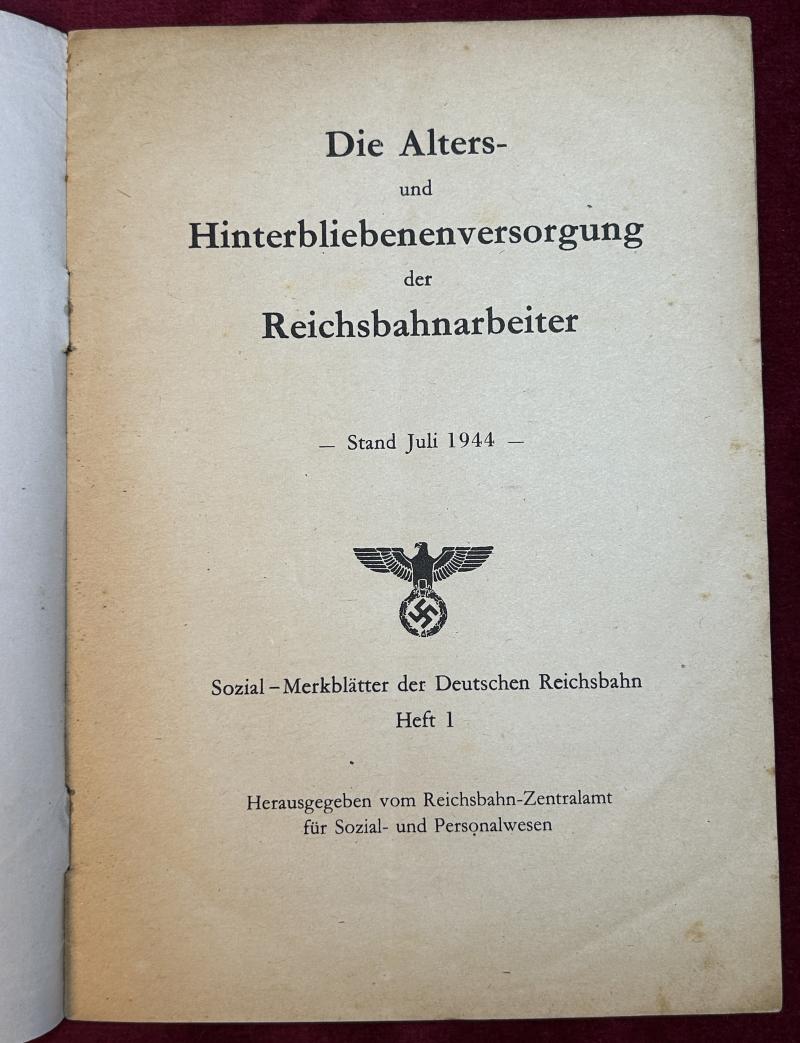 Die Alters-
und
Hinterbliebenenversorgung
der
Reichsbahnarbeiter
— Stand Juli 1944 —
Sozial – Merkblätter der Deutschen Reichsbahn
Heft 1
Herausgegeben vom Reichsbahn-Zentralamt
für Sozial- und Personalwesen